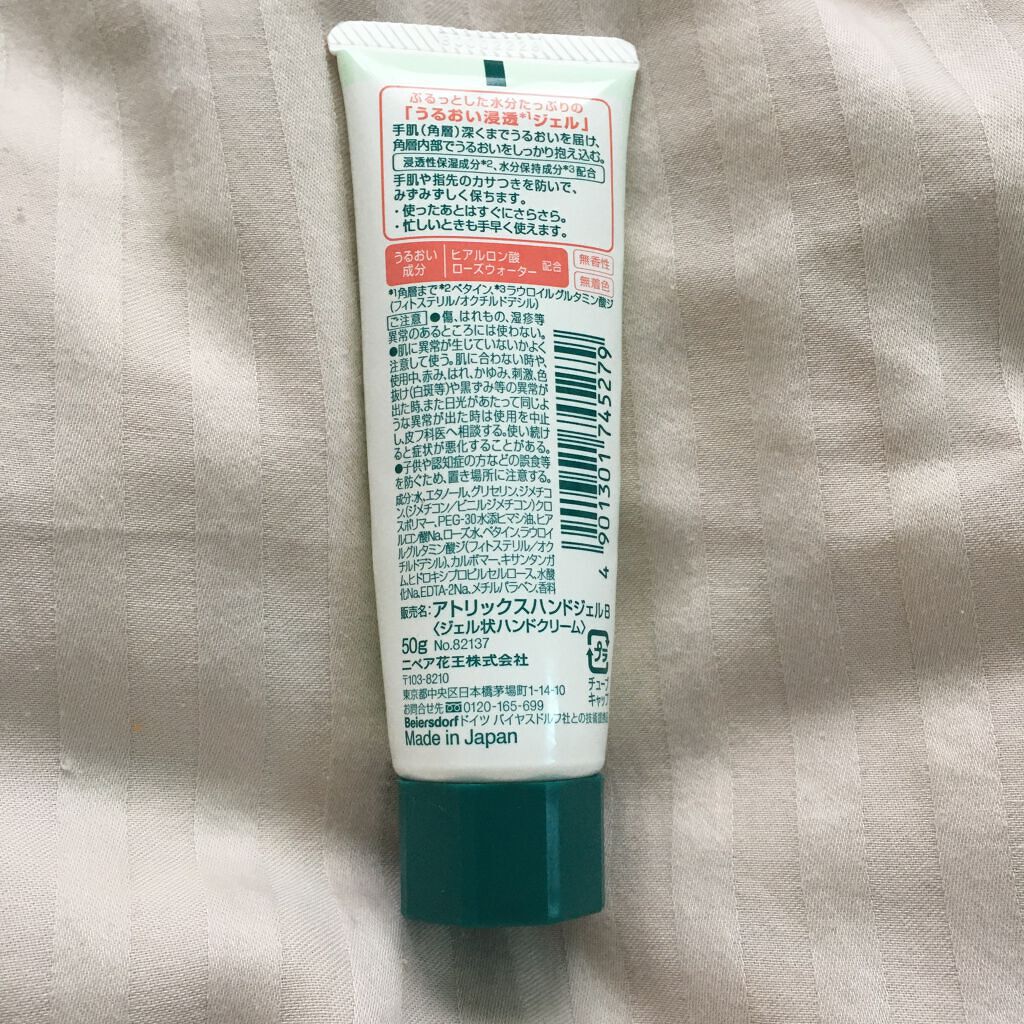 ぷるっとした水分たっぷりの
「うるおい浸透*1ジェル」
手肌(角層)深くまでうるおいを届け、
角層内部でうるおいをしっかり抱え込む。
浸透性保湿成分*2、水分保持成分*3配合
手肌や指先のカサつきを防いで、
みずみずしく保ちます。
・使ったあとはすぐにさらさら。
・忙しいときも手早く使えます。
うるおい成分 ヒアルロン酸 ローズウォーター 配合
無香性
無着色
*1角層まで *2ベタイン、*3ラウロイルグルタミン酸ジ
(フィトステリル/オクチルドデシル)
ご注意 ●傷、はれもの、湿疹等
異常のあるところには使わない。
●肌に異常が生じていないかよく
注意して使う。肌に合わない時や、
使用中、赤み、はれ、かゆみ、刺激、色
抜け(白斑等)や黒ずみ等の異常が
出た時、また日光があたって同じよ
うな異常が出た時は使用を中止
し、皮フ科医へ相談する。使い続け
ると症状が悪化することがある。
●子供や認知症の方などの誤食等
を防ぐため、置き場所に注意する。
成分:水、エタノール、グリセリン、ジメチコ
ン、(ジメチコン/ビニルジメチコン)クロ
スポリマー、PEG-30水添ヒマシ油、ヒア
ルロン酸Na、ローズ水、ベタイン、ラウロイ
ルグルタミン酸ジ(フィトステリル/オク
チルドデシル)、カルボマー、キサンタンガ
ム、ヒドロキシプロピルセルロース、水酸
化Na、EDTA-2Na、メチルパラベン、香料
4 901301 745279
販売名:アトリックスハンドジェルB
〈ジェル状ハンドクリーム〉
50g No.82137
ニベア花王株式会社
〒103-8210
東京都中央区日本橋茅場町1-14-10
お問合せ先 0120-165-699
Beiersdorf ドイツ バイヤスドルフ社との技術提携品
Made in Japan
プラ
チューブ
キャップ